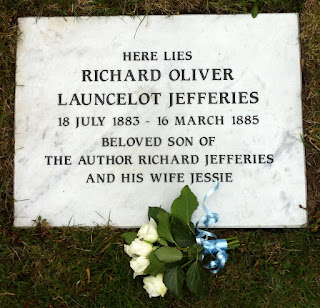 HERE LIES
RICHARD OLIVER
LAUNCELOT JEFFERIES
18 JULY 1883 - 16 MARCH 1885
BELOVED SON OF
THE AUTHOR RICHARD JEFFERIES
AND HIS WIFE JESSIE